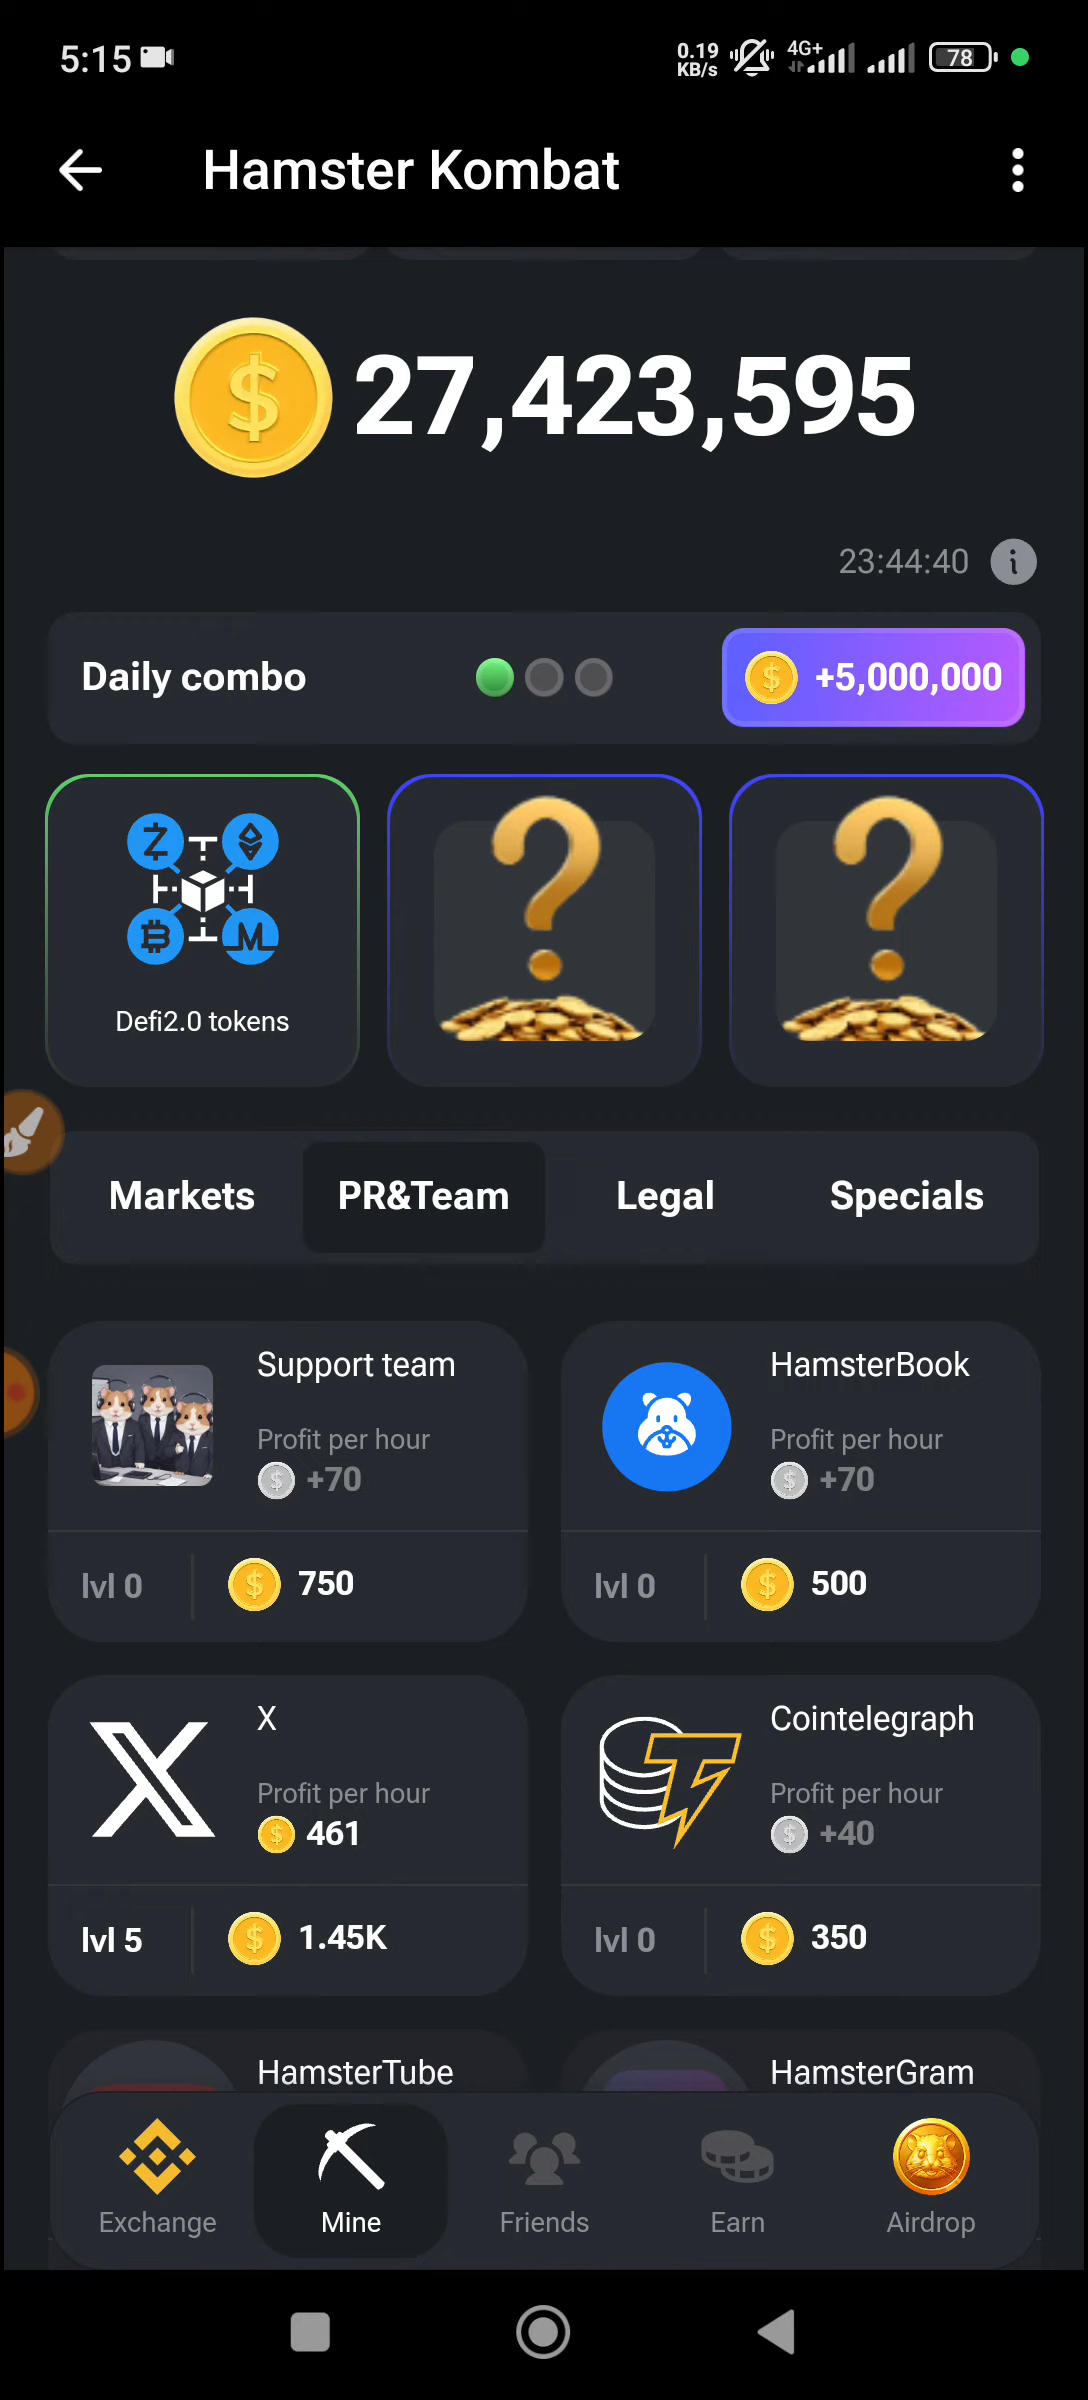 5:15 0.19 KB/s 4G+ 78
Hamster Kombat
27,423,595
23:44:40
Daily combo +5,000,000
Defi2.0 tokens
Markets PR&Team Legal Specials
Support team HamsterBook
Profit per hour Profit per hour
+70 +70
lvl 0 750 lvl 0 500
X Cointelegraph
Profit per hour Profit per hour
461 +40
lvl 5 1.45K lvl 0 350
HamsterTube HamsterGram
Exchange Mine Friends Earn Airdrop